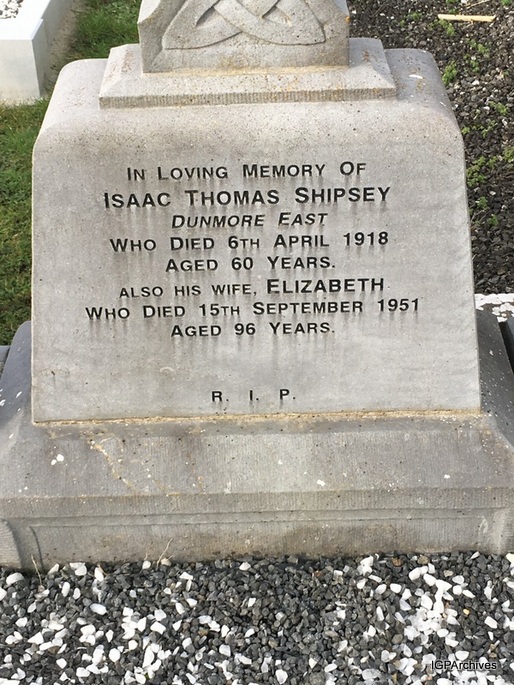 In Loving Memory Of
Isaac Thomas Shipsey
Dunmore East
Who Died 6th April 1918
Aged 60 Years.
also his wife, Elizabeth
Who Died 15th September 1951
Aged 96 Years.
R. I. P.
IGPArchives